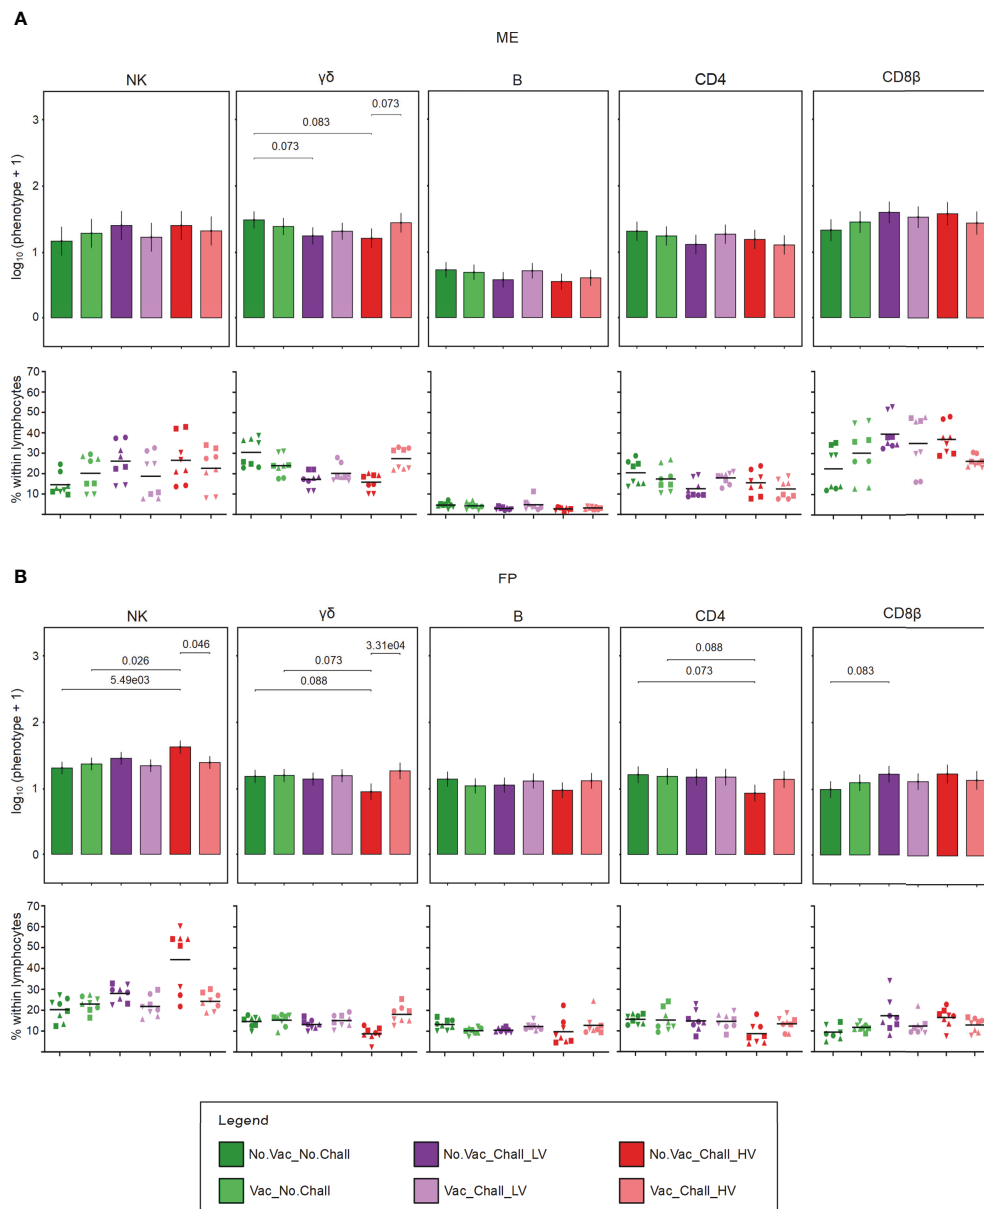 A
ME
NK γδ B CD4 CD8β
log₁₀ (phenotype + 1)
3
2
1
0
0.073
0.083
0.073
% within lymphocytes
70
60
50
40
30
20
10
B
FP
NK γδ B CD4 CD8β
log₁₀ (phenotype + 1)
3
2
1
0
0.046
0.026
5.49e03
3.31e04
0.073
0.088
0.088
0.073
0.083
% within lymphocytes
70
60
50
40
30
20
10
Legend
No.Vac_No.Chall No.Vac_Chall_LV No.Vac_Chall_HV
Vac_No.Chall Vac_Chall_LV Vac_Chall_HV